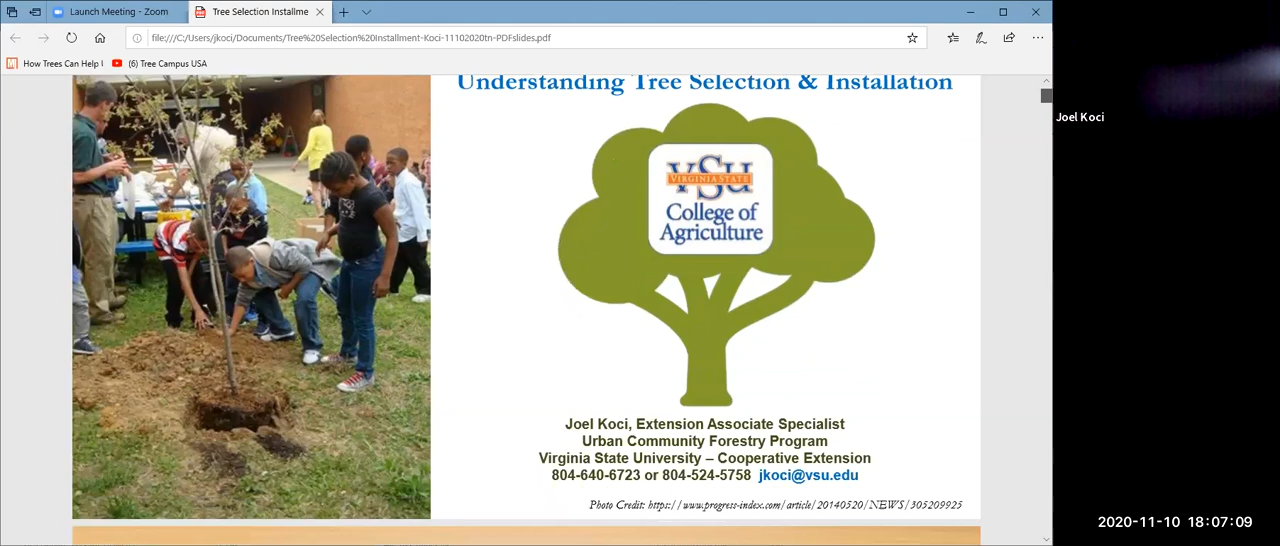 Launch Meeting - Zoom
Tree Selection Installme
file:///C:/Users/jkoci/Documents/Tree%20Selection%20Installment-Koci-11102020tn-PDFslides.pdf
How Trees Can Help
(6) Tree Campus USA
Understanding Tree Selection & Installation
VSU
VIRGINIA STATE
College of
Agriculture
Joel Koci, Extension Associate Specialist
Urban Community Forestry Program
Virginia State University – Cooperative Extension
804-640-6723 or 804-524-5758 jkoci@vsu.edu
Photo Credit: https://www.progress-index.com/article/20140520/NEWS/305209925
Joel Koci
2020-11-10 18:07:09